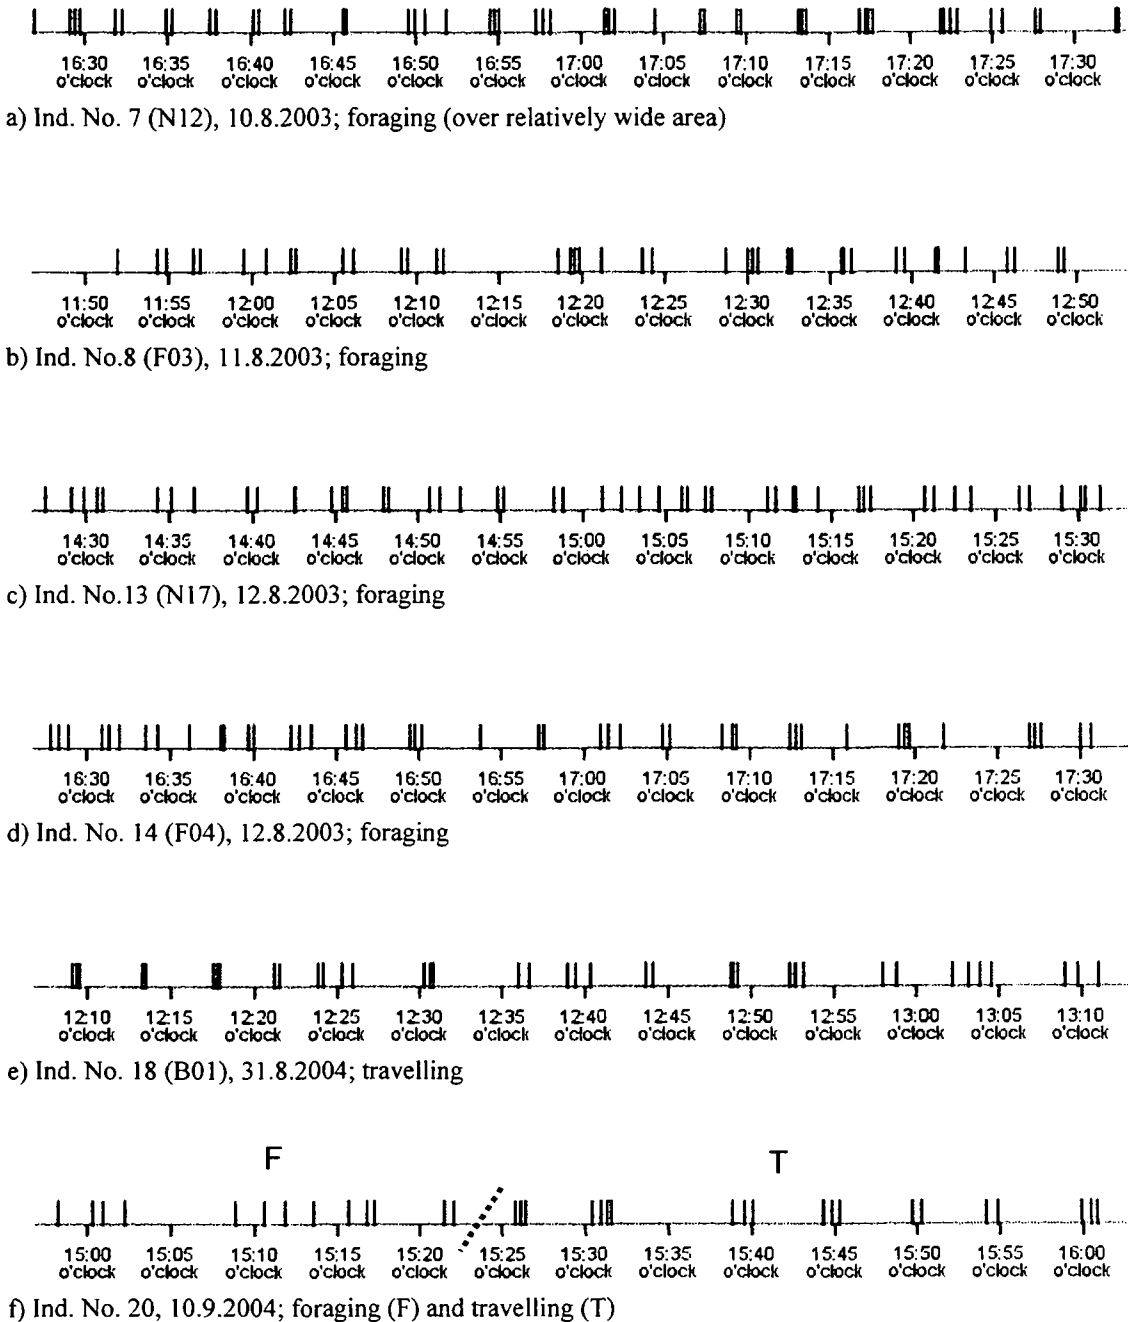 16:30 16:35 16:40 16:45 16:50 16:55 17:00 17:05 17:10 17:15 17:20 17:25 17:30
o'clock o'clock o'clock o'clock o'clock o'clock o'clock o'clock o'clock o'clock o'clock o'clock o'clock
a) Ind. No. 7 (N12), 10.8.2003; foraging (over relatively wide area)
11:50 11:55 12:00 12:05 12:10 12:15 12:20 12:25 12:30 12:35 12:40 12:45 12:50
o'clock o'clock o'clock o'clock o'clock o'clock o'clock o'clock o'clock o'clock o'clock o'clock o'clock
b) Ind. No.8 (F03), 11.8.2003; foraging
14:30 14:35 14:40 14:45 14:50 14:55 15:00 15:05 15:10 15:15 15:20 15:25 15:30
o'clock o'clock o'clock o'clock o'clock o'clock o'clock o'clock o'clock o'clock o'clock o'clock o'clock
c) Ind. No.13 (N17), 12.8.2003; foraging
16:30 16:35 16:40 16:45 16:50 16:55 17:00 17:05 17:10 17:15 17:20 17:25 17:30
o'clock o'clock o'clock o'clock o'clock o'clock o'clock o'clock o'clock o'clock o'clock o'clock o'clock
d) Ind. No. 14 (F04), 12.8.2003; foraging
12:10 12:15 12:20 12:25 12:30 12:35 12:40 12:45 12:50 12:55 13:00 13:05 13:10
o'clock o'clock o'clock o'clock o'clock o'clock o'clock o'clock o'clock o'clock o'clock o'clock o'clock
e) Ind. No. 18 (B01), 31.8.2004; travelling
F T
15:00 15:05 15:10 15:15 15:20 15:25 15:30 15:35 15:40 15:45 15:50 15:55 16:00
o'clock o'clock o'clock o'clock o'clock o'clock o'clock o'clock o'clock o'clock o'clock o'clock o'clock
f) Ind. No. 20, 10.9.2004; foraging (F) and travelling (T)